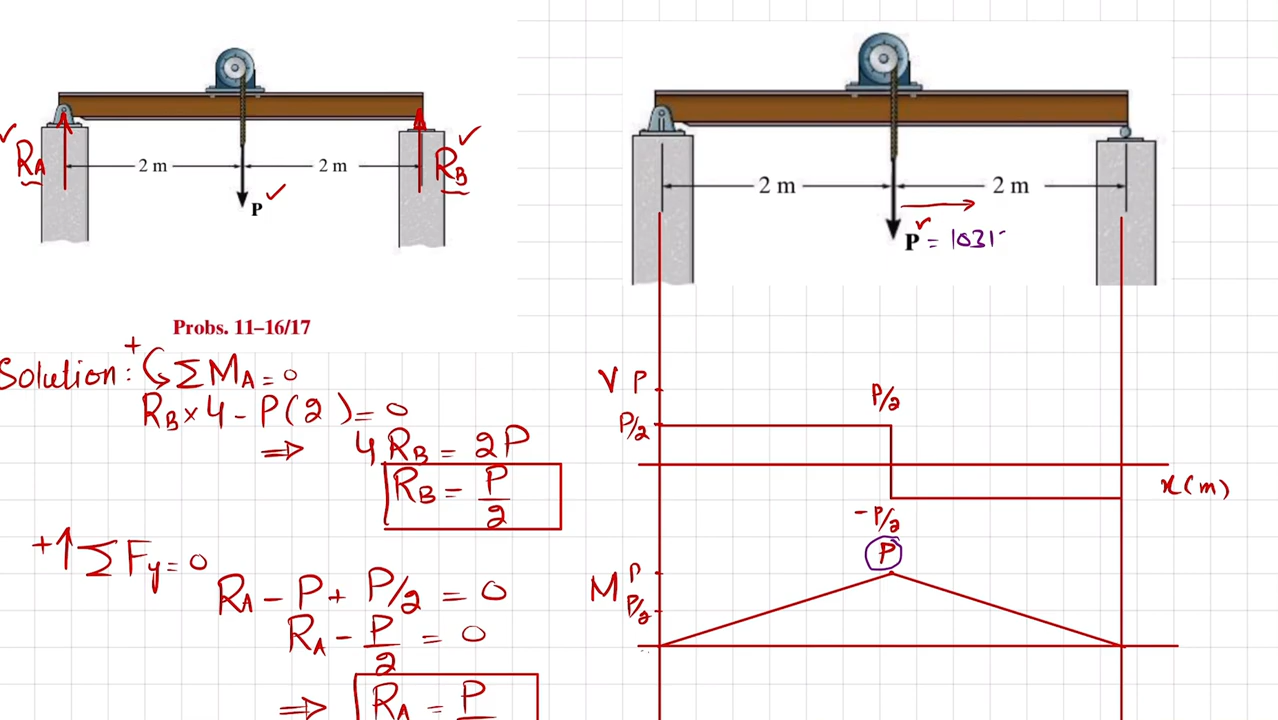 RA
2 m
2 m
RB
P
Probs. 11–16/17
Solution: + ΣMA = 0
RB × 4 - P(2) = 0
⇒ 4RB = 2P
RB = P/2
+↑ ΣFy = 0
RA - P + P/2 = 0
RA - P/2 = 0
⇒ RA = P
2 m
2 m
P = 1031
V P
P/2
P/2
x(m)
-P/2
P
M P
P/2